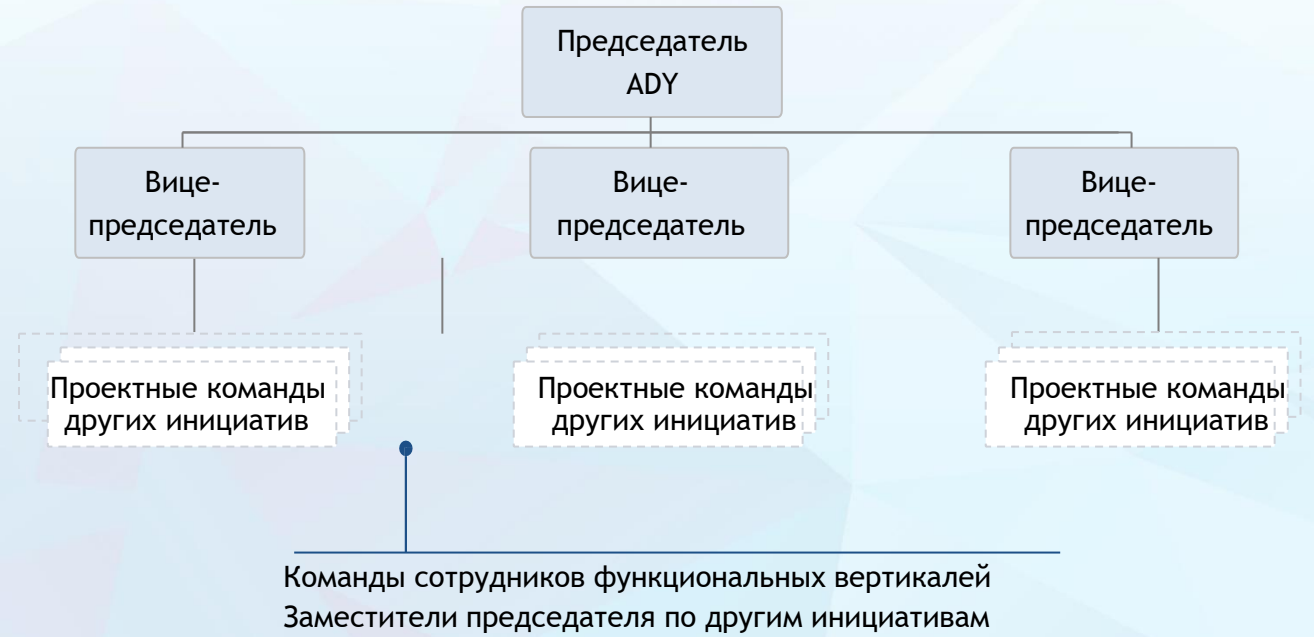 Председатель
ADY
Вице-
председатель
Вице-
председатель
Вице-
председатель
Проектные команды
других инициатив
Проектные команды
других инициатив
Проектные команды
других инициатив
Команды сотрудников функциональных вертикалей
Заместители председателя по другим инициативам